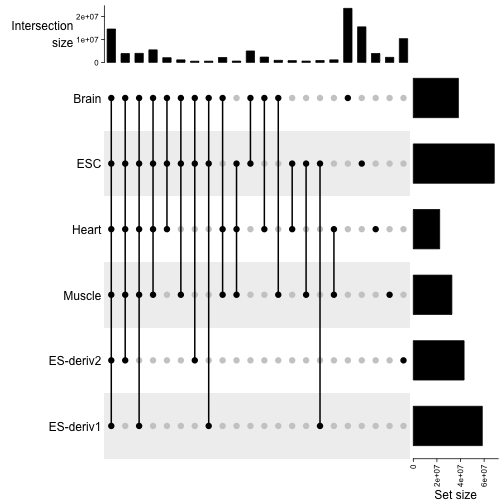 Intersection
size
2e+07
1e+07
0
Brain
ESC
Heart
Muscle
ES-deriv2
ES-deriv1
0
2e+07
4e+07
6e+07
Set size